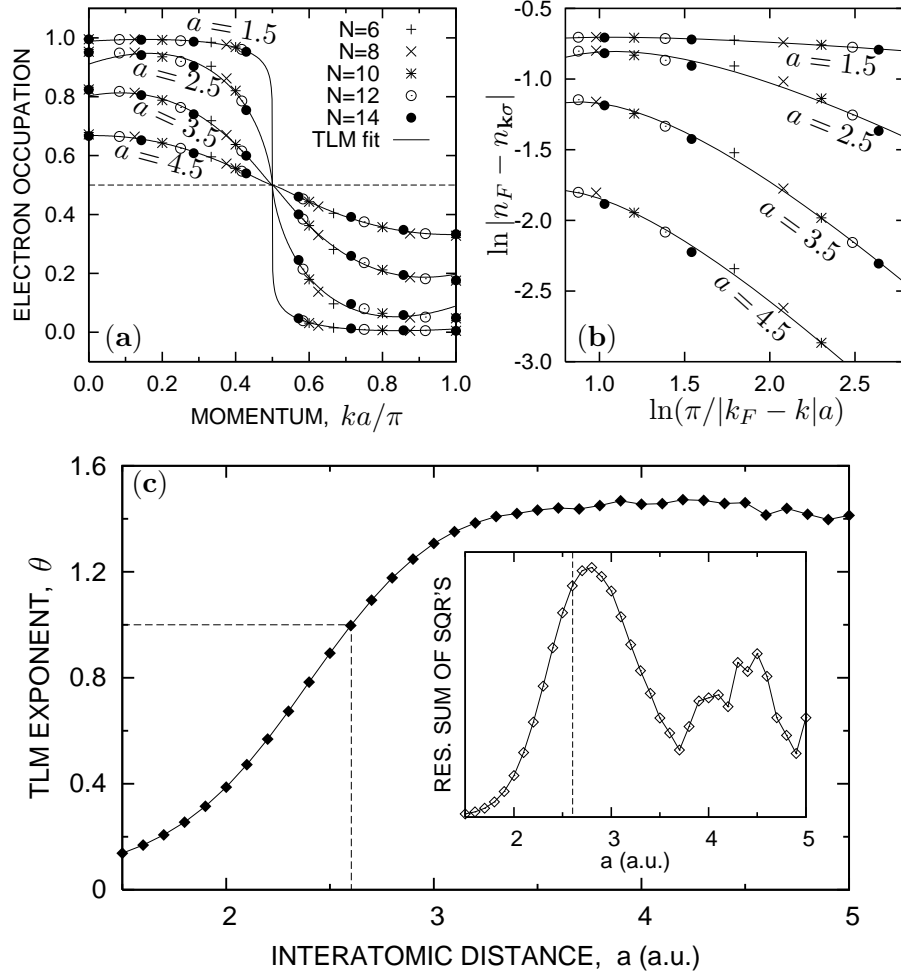 ELECTRON OCCUPATION
1.0
0.8
0.6
0.4
0.2
0.0
a = 1.5
a = 2.5
a = 3.5
a = 4.5
N=6
N=8
N=10
N=12
N=14
TLM fit
(a)
0.0 0.2 0.4 0.6 0.8 1.0
MOMENTUM, ka/π
ln |n_F − n_kσ|
-0.5
-1.0
-1.5
-2.0
-2.5
-3.0
a = 1.5
a = 2.5
a = 3.5
a = 4.5
(b)
1.0 1.5 2.0 2.5
ln(π/|k_F − k|a)
TLM EXPONENT, θ
1.6
1.2
0.8
0.4
0
(c)
2 3 4 5
INTERATOMIC DISTANCE, a (a.u.)
RES. SUM OF SQR'S
2 3 4 5
a (a.u.)